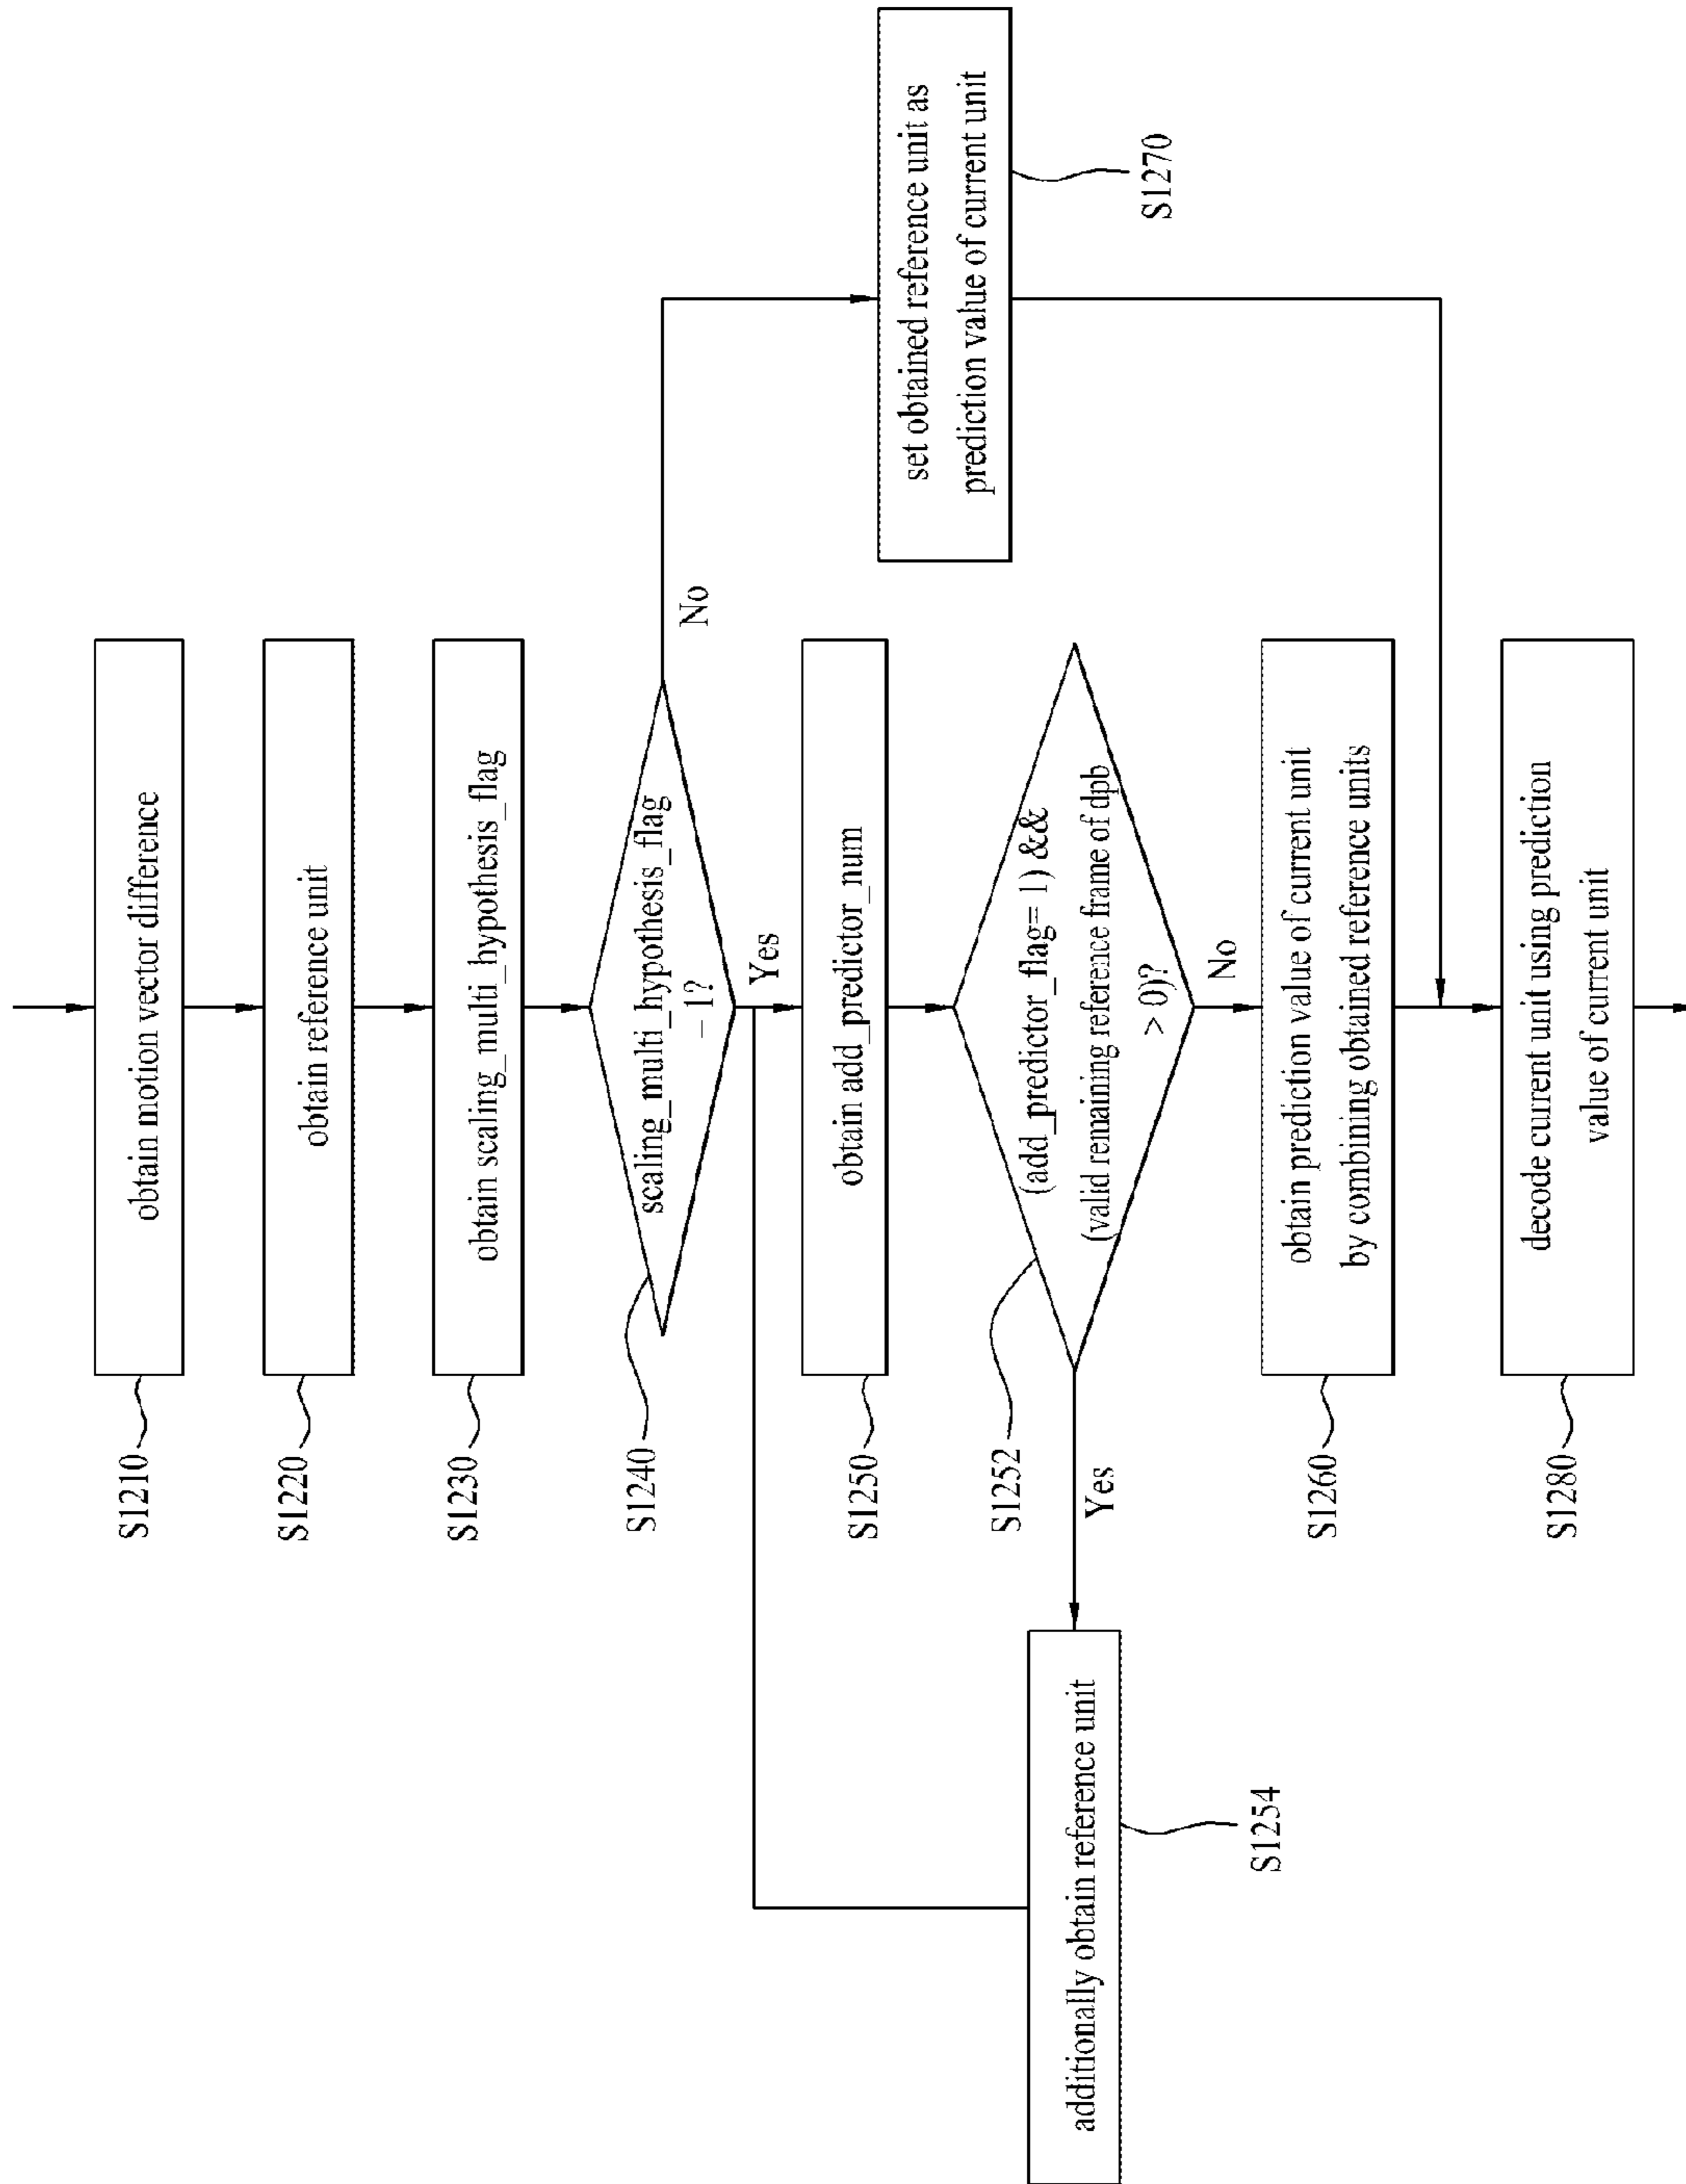 S1210
obtain motion vector difference
S1220
obtain reference unit
S1230
obtain scaling_multi_hypothesis_flag
S1240
scaling_multi_hypothesis_flag
=1?
No
Yes
S1250
obtain add_predictor_num
S1252
(add_predictor_flag=1) &&
(valid remaining reference frame of dpb
> 0)?
Yes
No
additionally obtain reference unit
S1254
S1260
obtain prediction value of current unit
by combining obtained reference units
set obtained reference unit as
prediction value of current unit
S1270
S1280
decode current unit using prediction
value of current unit